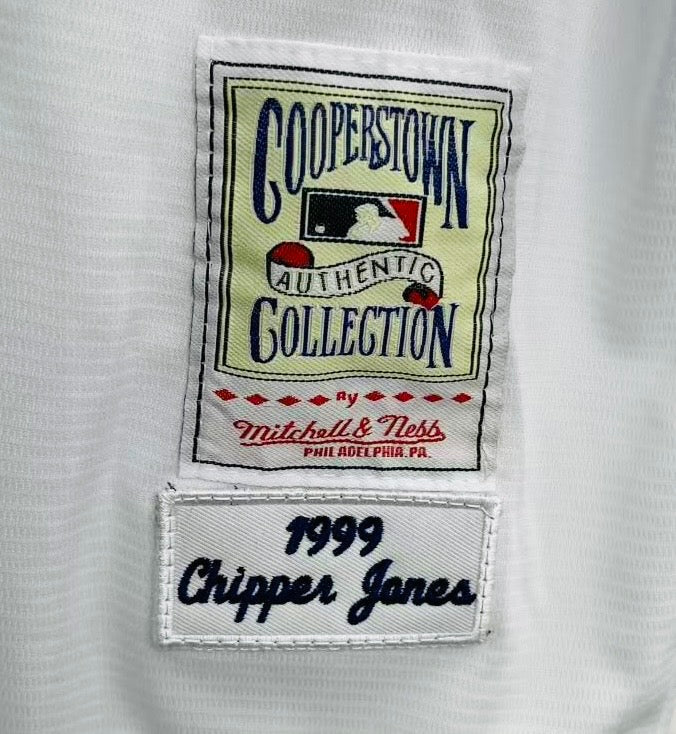 COOPERSTOWN
AUTHENTIC
COLLECTION
By
Mitchell & Ness
PHILADELPHIA. PA.
1999
Chipper Jones